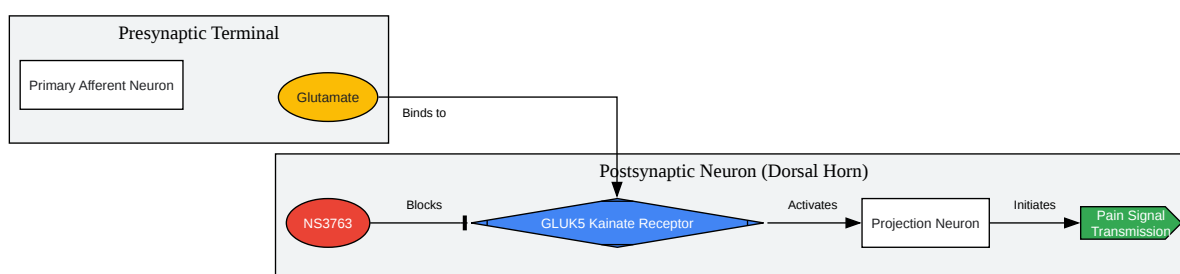 Presynaptic Terminal
Primary Afferent Neuron
Glutamate
Binds to
Postsynaptic Neuron (Dorsal Horn)
NS3763
Blocks
GLUK5 Kainate Receptor
Activates
Projection Neuron
Initiates
Pain Signal
Transmission